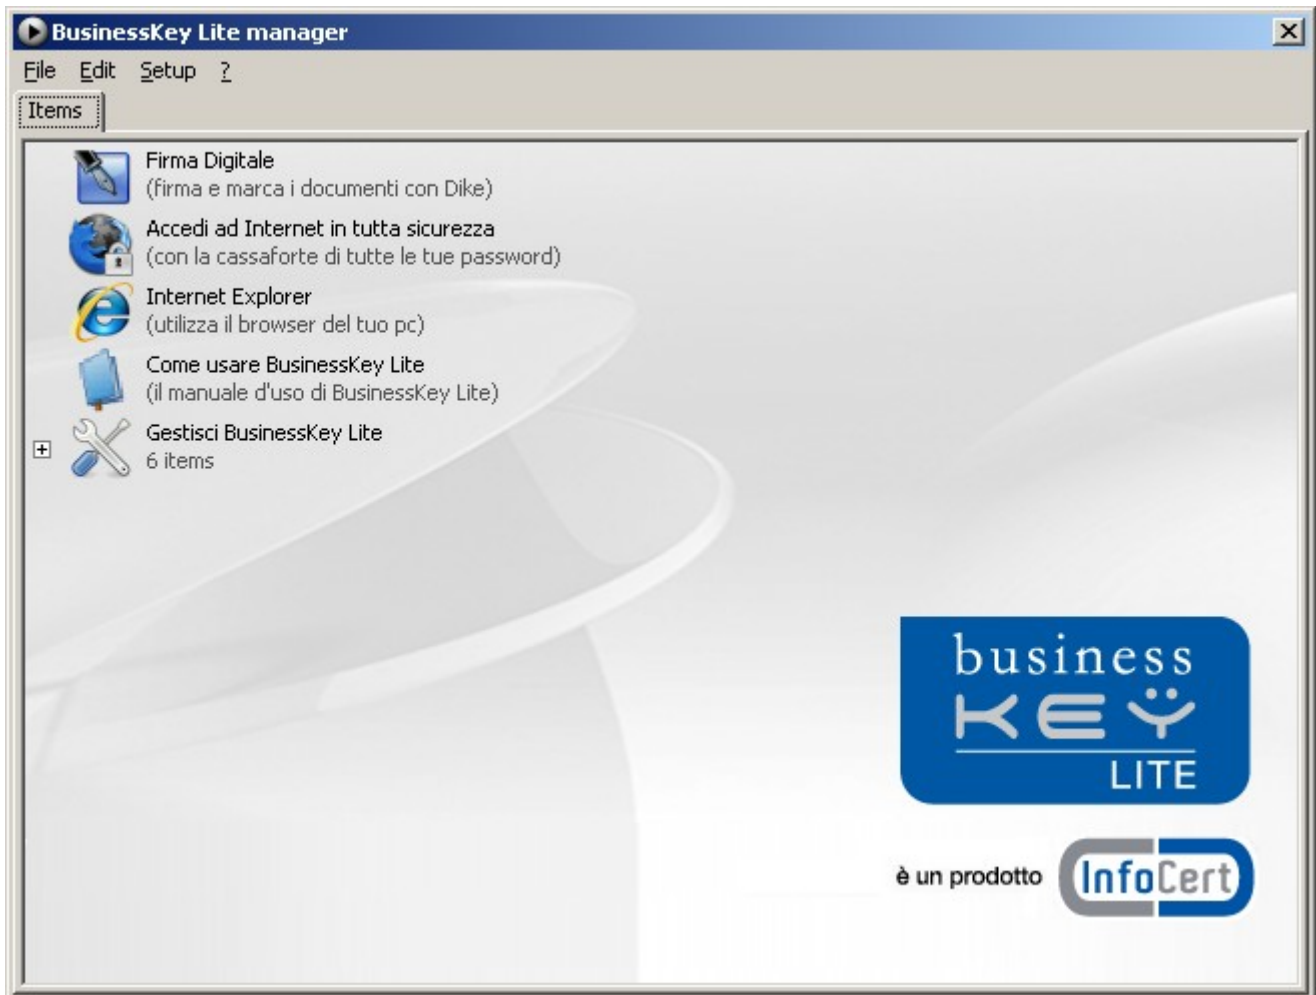 BusinessKey Lite manager
File Edit Setup ?
Items
Firma Digitale
(firma e marca i documenti con Dike)
Accedi ad Internet in tutta sicurezza
(con la cassaforte di tutte le tue password)
Internet Explorer
(utilizza il browser del tuo pc)
Come usare BusinessKey Lite
(il manuale d'uso di BusinessKey Lite)
Gestisci BusinessKey Lite
6 items
business
KEY
LITE
è un prodotto InfoCert